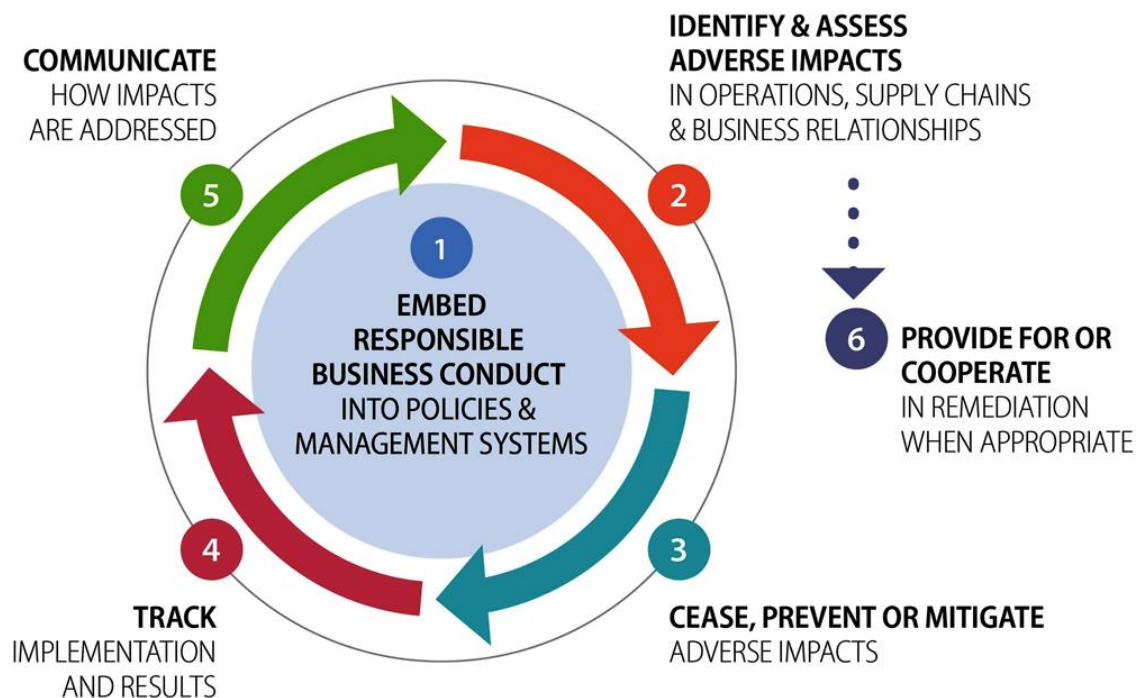 1
EMBED
RESPONSIBLE
BUSINESS CONDUCT
INTO POLICIES &
MANAGEMENT SYSTEMS
2
IDENTIFY & ASSESS
ADVERSE IMPACTS
IN OPERATIONS, SUPPLY CHAINS
& BUSINESS RELATIONSHIPS
3
CEASE, PREVENT OR MITIGATE
ADVERSE IMPACTS
4
TRACK
IMPLEMENTATION
AND RESULTS
5
COMMUNICATE
HOW IMPACTS
ARE ADDRESSED
6
PROVIDE FOR OR
COOPERATE
IN REMEDIATION
WHEN APPROPRIATE